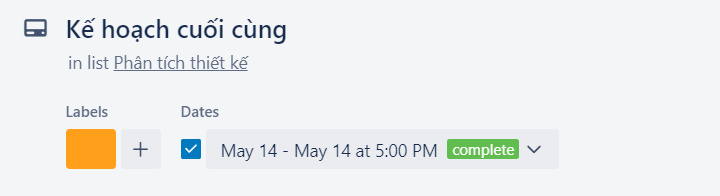 Kế hoạch cuối cùng
in list Phân tích thiết kế
Labels Dates
May 14 - May 14 at 5:00 PM complete